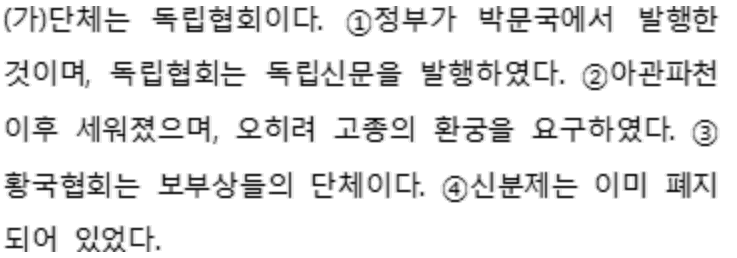 (가)단체는 독립협회이다. ①정부가 박문국에서 발행한
것이며, 독립협회는 독립신문을 발행하였다. ②아관파천
이후 세워졌으며, 오히려 고종의 환궁을 요구하였다. ③
황국협회는 보부상들의 단체이다. ④신분제는 이미 폐지
되어 있었다.